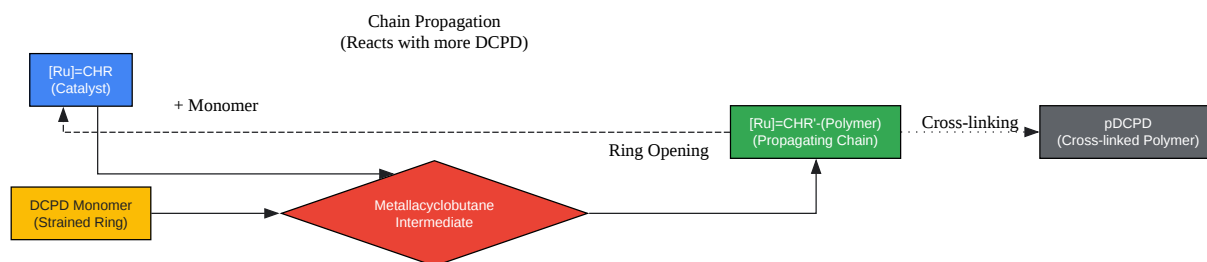 Chain Propagation
(Reacts with more DCPD)
[Ru]=CHR
(Catalyst)
+ Monomer
[Ru]=CHR'-(Polymer)
(Propagating Chain)
Cross-linking
pDCPD
(Cross-linked Polymer)
Ring Opening
DCPD Monomer
(Strained Ring)
Metallacyclobutane
Intermediate